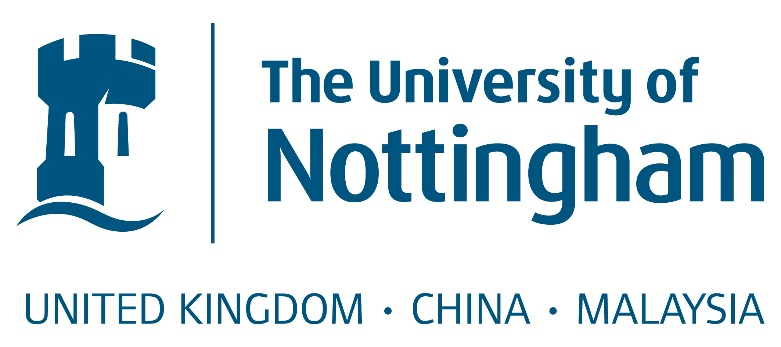 The University of
Nottingham
UNITED KINGDOM · CHINA · MALAYSIA